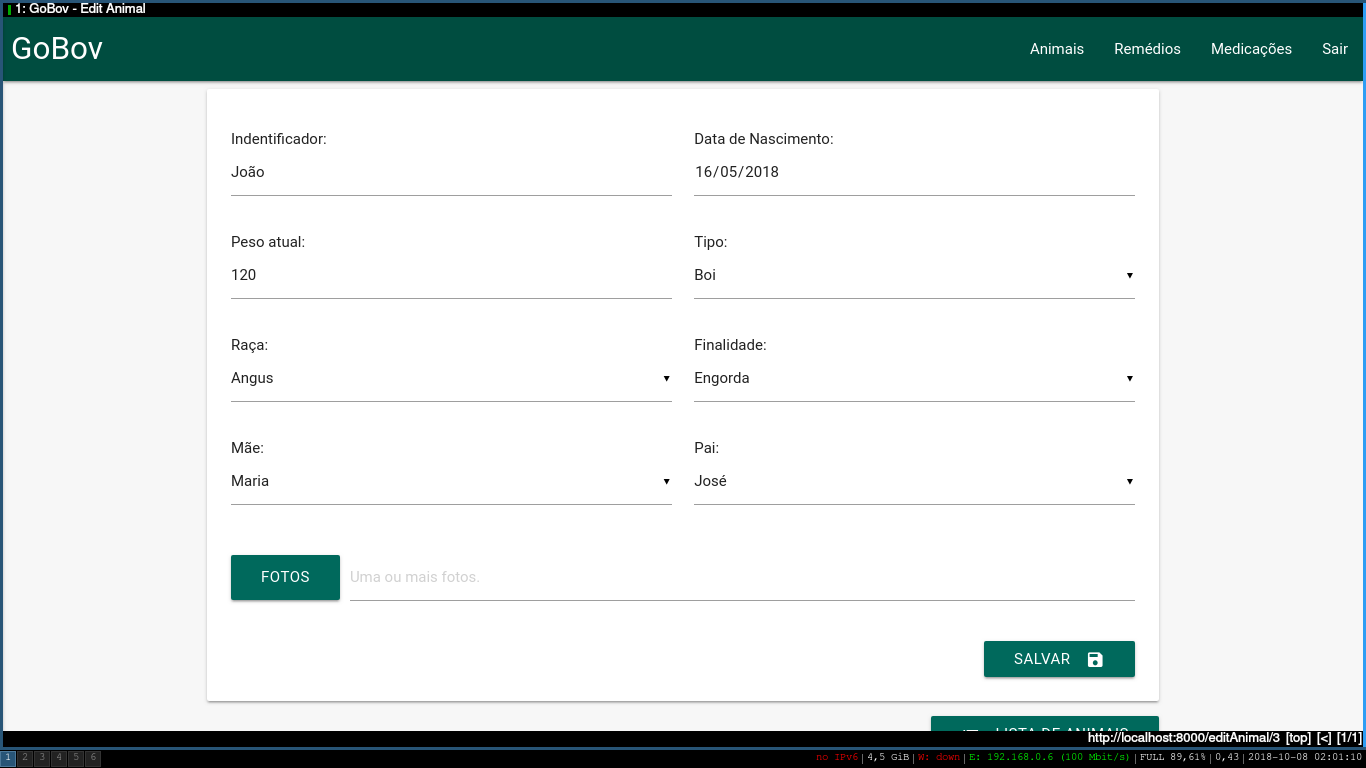 1: GoBov - Edit Animal
GoBov
Animais Remédios Medicações Sair
Indentificador: Data de Nascimento:
João 16/05/2018
Peso atual: Tipo:
120 Boi
Raça: Finalidade:
Angus Engorda
Mãe: Pai:
Maria José
FOTOS Uma ou mais fotos.
SALVAR
LISTA DE ANIMAIS
http://localhost:8000/editAnimal/3 [top] [<] [1/1]
1 2 3 4 5 6 no IPv6|4,5 GiB|W: down|E: 192.168.0.6 (100 Mbit/s)|FULL 89,61%|0,43|2018-10-08 02:01:10